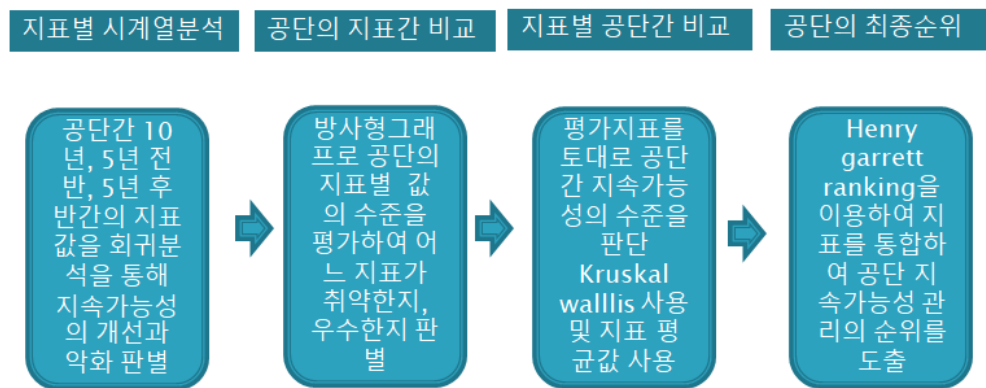 지표별 시계열분석
공단의 지표간 비교
지표별 공단간 비교
공단의 최종순위
공단간 10
년, 5년 전
반, 5년 후
반간의 지표
값을 회귀분
석을 통해
지속가능성
의 개선과
악화 판별
방사형그래
프로 공단의
지표별 값
의 수준을
평가하여 어
느 지표가
취약한지,
우수한지 판
별
평가지표를
토대로 공단
간 지속가능
성의 수준을
판단
Kruskal
walllis 사용
및 지표 평
균값 사용
Henry
garrett
ranking을
이용하여 지
표를 통합하
여 공단 지
속가능성 관
리의 순위를
도출